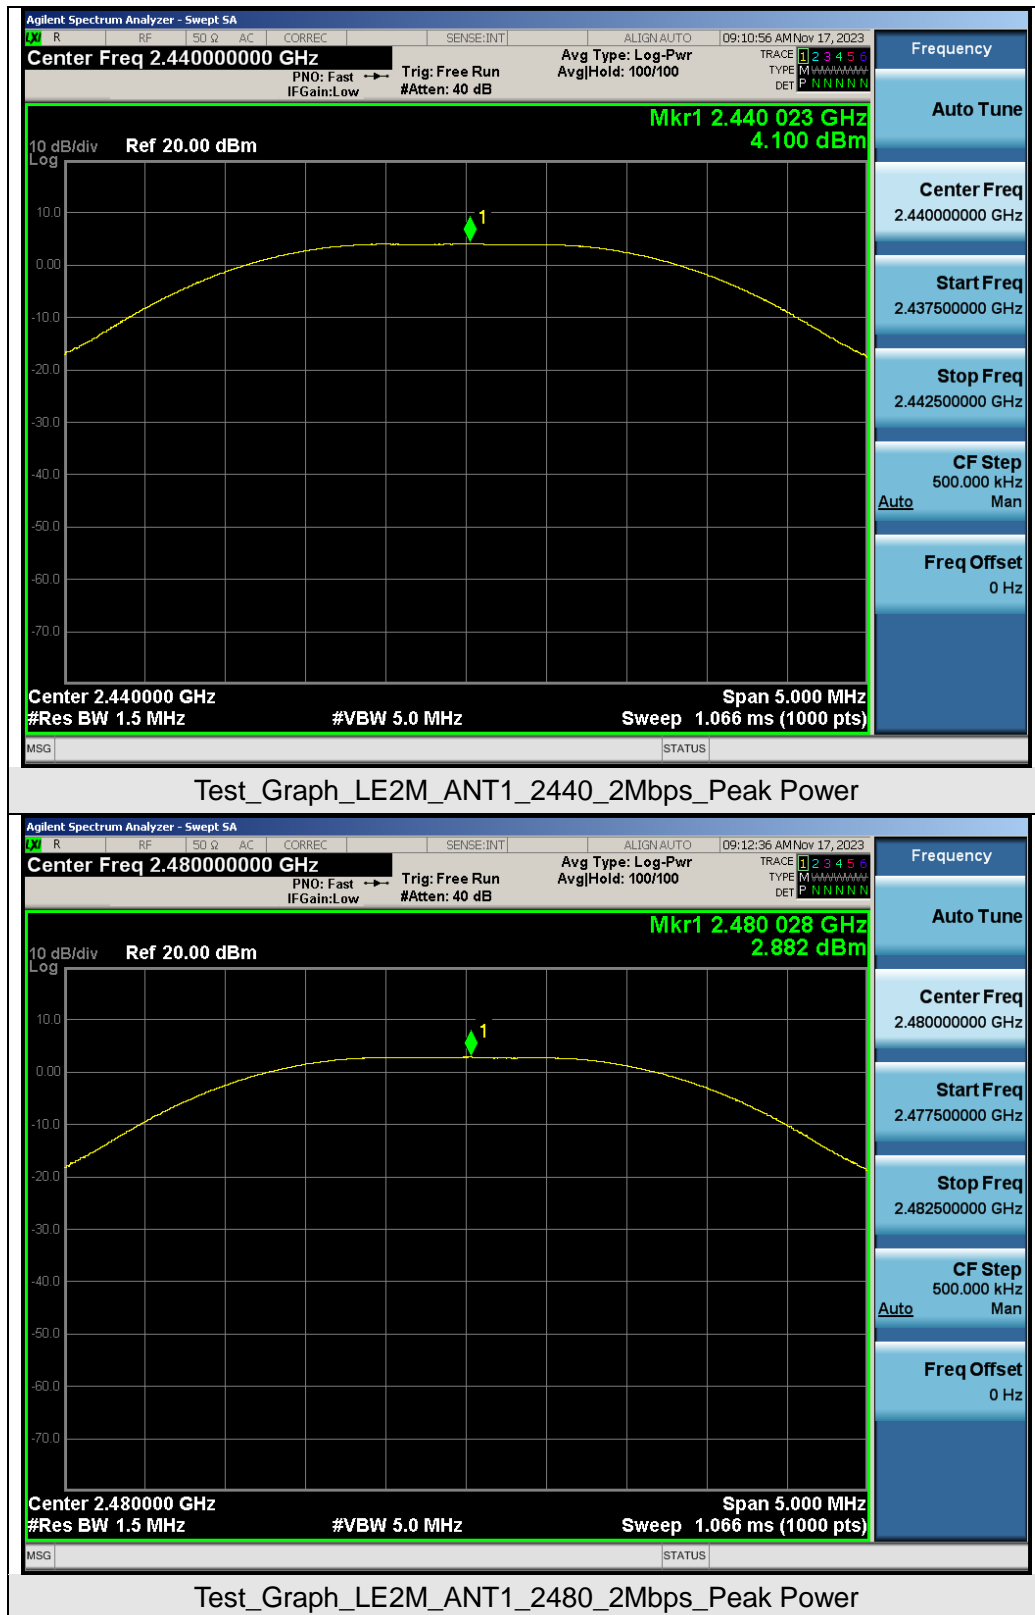 Agilent Spectrum Analyzer - Swept SA
LXI R RF 50 Ω AC CORREC SENSE:INT ALIGN AUTO 09:10:56 AM Nov 17, 2023
Center Freq 2.440000000 GHz
PNO: Fast
IFGain:Low
Trig: Free Run
#Atten: 40 dB
Avg Type: Log-Pwr
Avg|Hold: 100/100
TRACE 1 2 3 4 5 6
TYPE M
DET P N N N N N
Mkr1 2.440 023 GHz
4.100 dBm
10 dB/div Ref 20.00 dBm
Log
10.0
0.00
-10.0
-20.0
-30.0
-40.0
-50.0
-60.0
-70.0
1
Center 2.440000 GHz Span 5.000 MHz
#Res BW 1.5 MHz #VBW 5.0 MHz Sweep 1.066 ms (1000 pts)
MSG STATUS
Frequency
Auto Tune
Center Freq
2.440000000 GHz
Start Freq
2.437500000 GHz
Stop Freq
2.442500000 GHz
CF Step
500.000 kHz
Auto Man
Freq Offset
0 Hz
Test_Graph_LE2M_ANT1_2440_2Mbps_Peak Power
Agilent Spectrum Analyzer - Swept SA
LXI R RF 50 Ω AC CORREC SENSE:INT ALIGN AUTO 09:12:36 AM Nov 17, 2023
Center Freq 2.480000000 GHz
PNO: Fast
IFGain:Low
Trig: Free Run
#Atten: 40 dB
Avg Type: Log-Pwr
Avg|Hold: 100/100
TRACE 1 2 3 4 5 6
TYPE M
DET P N N N N N
Mkr1 2.480 028 GHz
2.882 dBm
10 dB/div Ref 20.00 dBm
Log
10.0
0.00
-10.0
-20.0
-30.0
-40.0
-50.0
-60.0
-70.0
1
Center 2.480000 GHz Span 5.000 MHz
#Res BW 1.5 MHz #VBW 5.0 MHz Sweep 1.066 ms (1000 pts)
MSG STATUS
Frequency
Auto Tune
Center Freq
2.480000000 GHz
Start Freq
2.477500000 GHz
Stop Freq
2.482500000 GHz
CF Step
500.000 kHz
Auto Man
Freq Offset
0 Hz
Test_Graph_LE2M_ANT1_2480_2Mbps_Peak Power